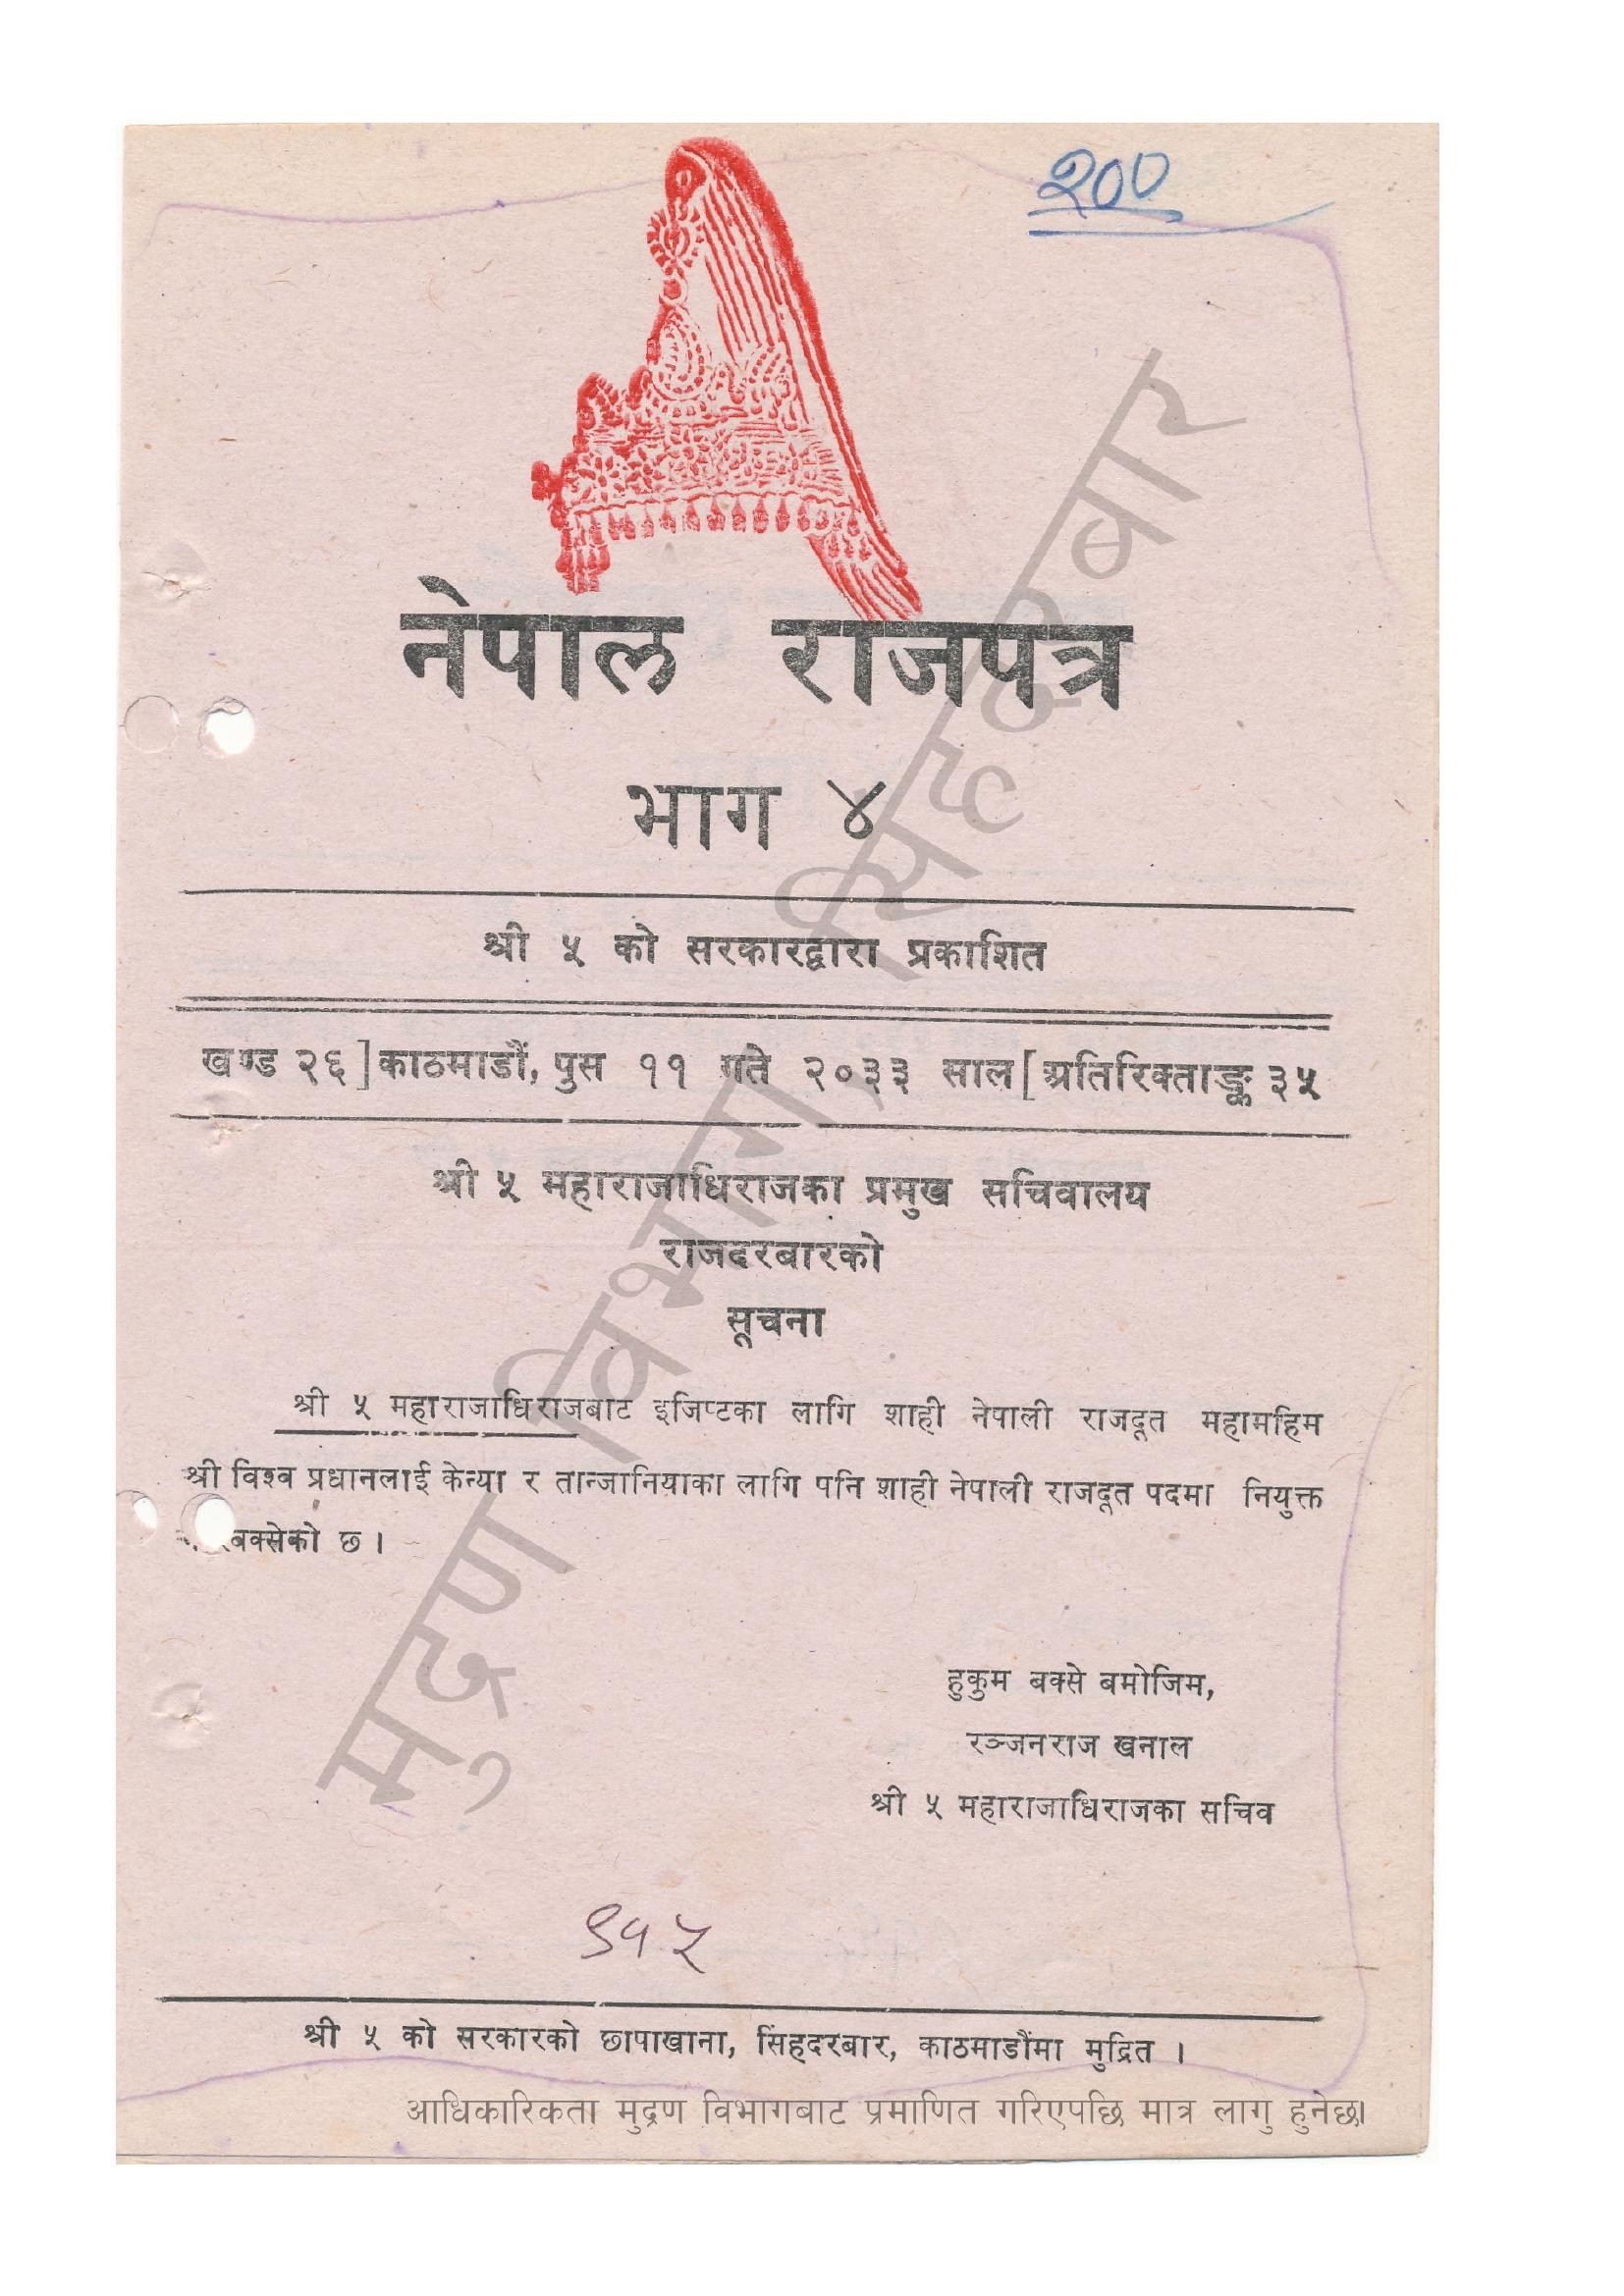 २००
नेपाल राजपत्र
भाग ४
श्री ५ को सरकारद्वारा प्रकाशित
खण्ड २६] काठमाडौं, पुस ११ गते २०३३ साल [अतिरिक्ताङ्क ३५
श्री ५ महाराजाधिराजका प्रमुख सचिवालय
राजदरबारको
सूचना
श्री ५ महाराजाधिराजबाट इजिप्टका लागि शाही नेपाली राजदूत महामहिम
श्री विश्व प्रधानलाई केन्या र तान्जानियाका लागि पनि शाही नेपाली राजदूत पदमा नियुक्त
बक्सेको छ ।
हुकुम बक्से बमोजिम,
रञ्जनराज खनाल
श्री ५ महाराजाधिराजका सचिव
९१५
श्री ५ को सरकारको छापाखाना, सिंहदरबार, काठमाडौंमा मुद्रित ।
आधिकारिकता मुद्रण विभागबाट प्रमाणित गरिएपछि मात्र लागु हुनेछ।
मुद्रण विभाग, सिंहदरबार